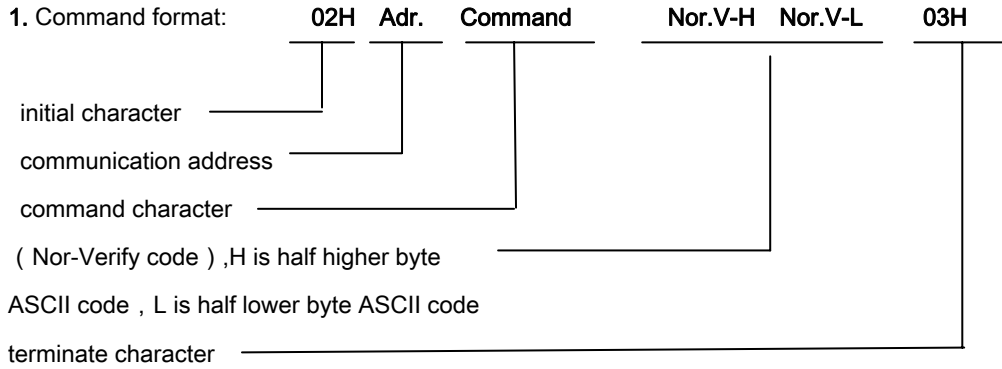 1. Command format: 02H Adr. Command Nor.V-H Nor.V-L 03H
initial character
communication address
command character
( Nor-Verify code ) ,H is half higher byte
ASCII code , L is half lower byte ASCII code
terminate character